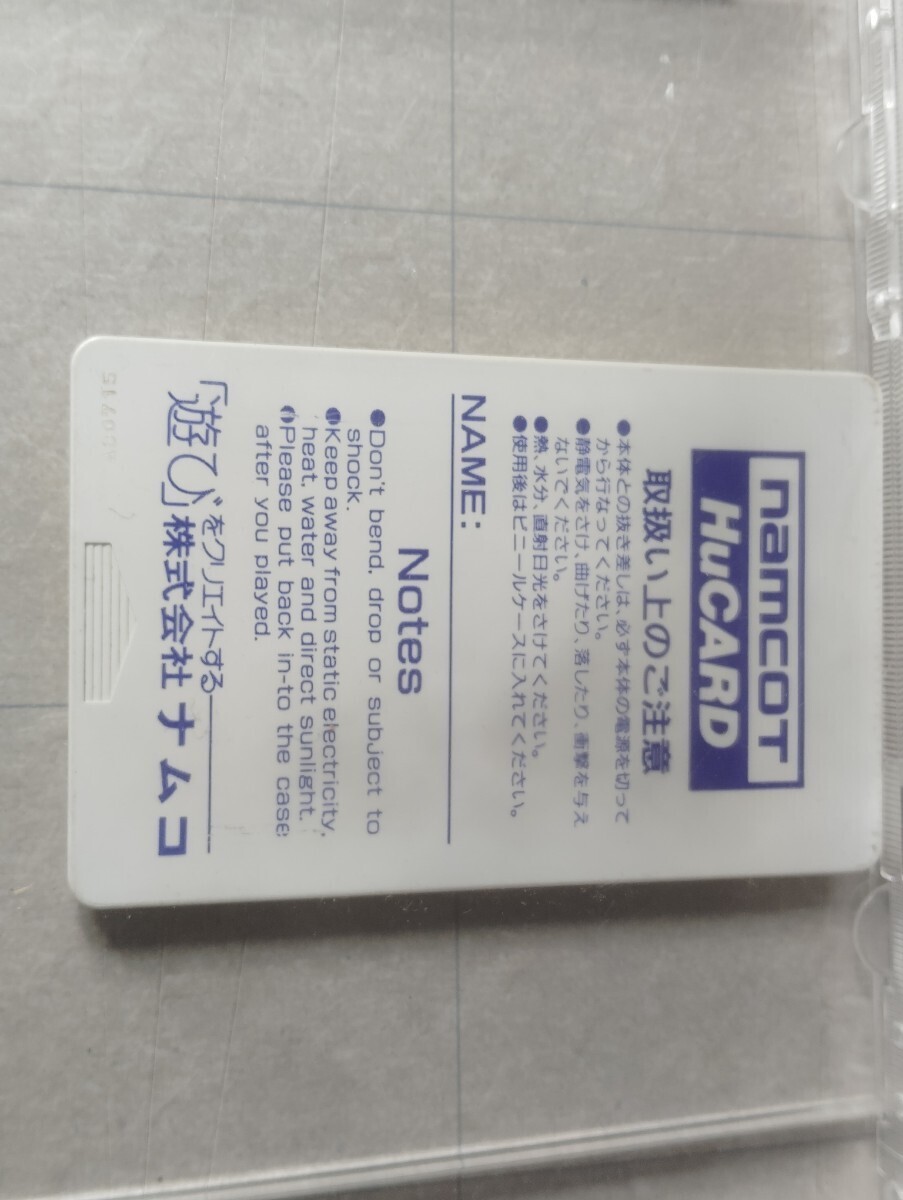 namcot
HuCARD
取扱い上のご注意
●本体との抜き差しは、必ず本体の電源を切って
から行なってください。
●静電気をさけ、曲げたり、落したり、衝撃を与え
ないでください。
●熱、水分、直射日光をさけてください。
●使用後はビニールケースに入れてください。
NAME:
Notes
●Don't bend, drop or subject to
shock.
●Keep away from static electricity,
heat, water and direct sunlight.
●Please put back in-to the case
after you played.
「遊び」をクリエイトする
株式会社ナムコ